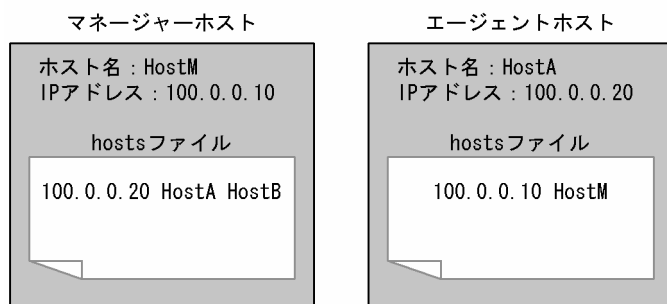 マネージャーホスト
ホスト名：HostM
IPアドレス：100.0.0.10
hostsファイル
100.0.0.20 HostA HostB
エージェントホスト
ホスト名：HostA
IPアドレス：100.0.0.20
hostsファイル
100.0.0.10 HostM